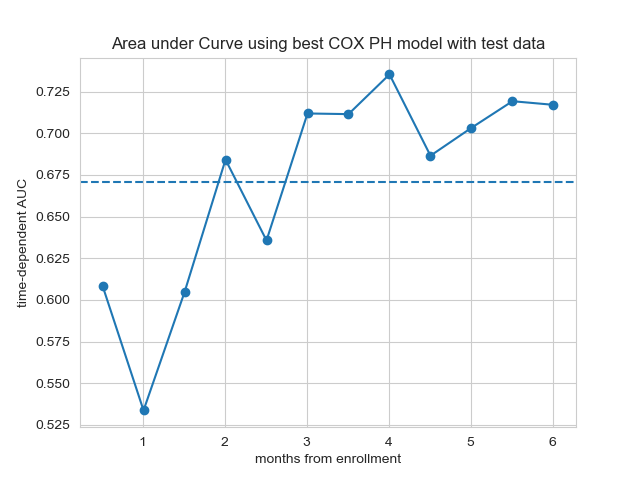 Area under Curve using best COX PH model with test data
time-dependent AUC
0.725
0.700
0.675
0.650
0.625
0.600
0.575
0.550
0.525
1 2 3 4 5 6
months from enrollment